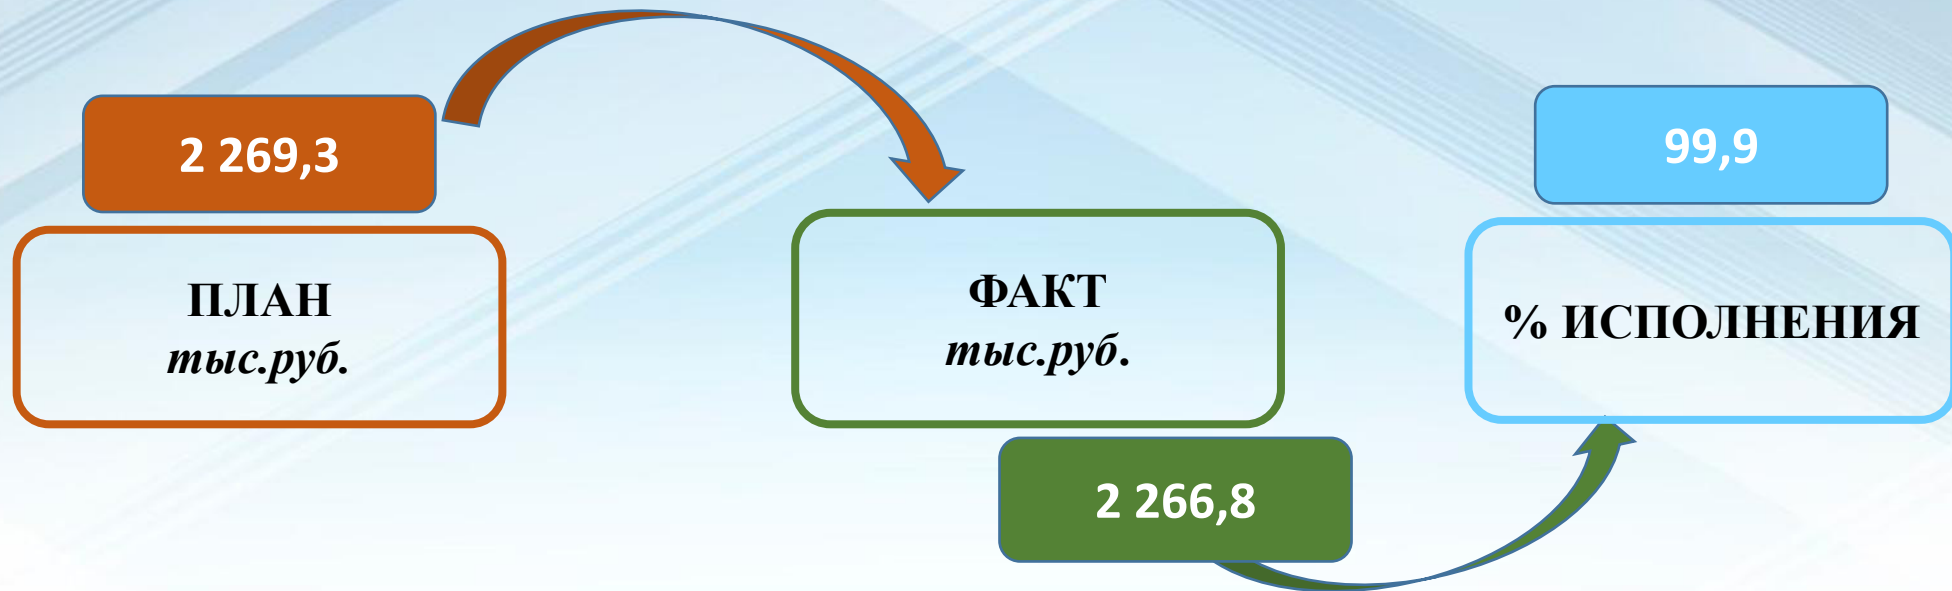 2 269,3
ПЛАН
тыс.руб.
ФАКТ
тыс.руб.
2 266,8
99,9
% ИСПОЛНЕНИЯ